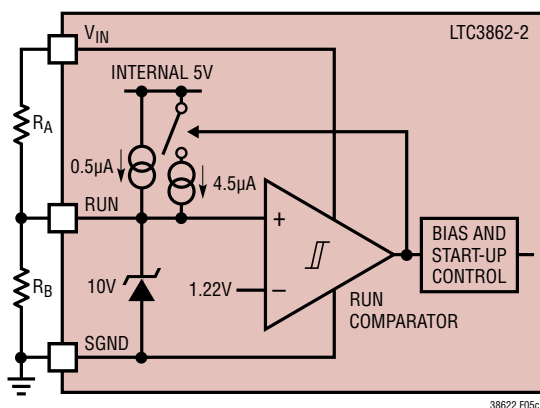 LTC3862-2
VIN
INTERNAL 5V
RA
0.5µA
4.5µA
RUN
+
BIAS AND
START-UP
CONTROL
10V
1.22V
–
RB
RUN
COMPARATOR
SGND
38622 F05c